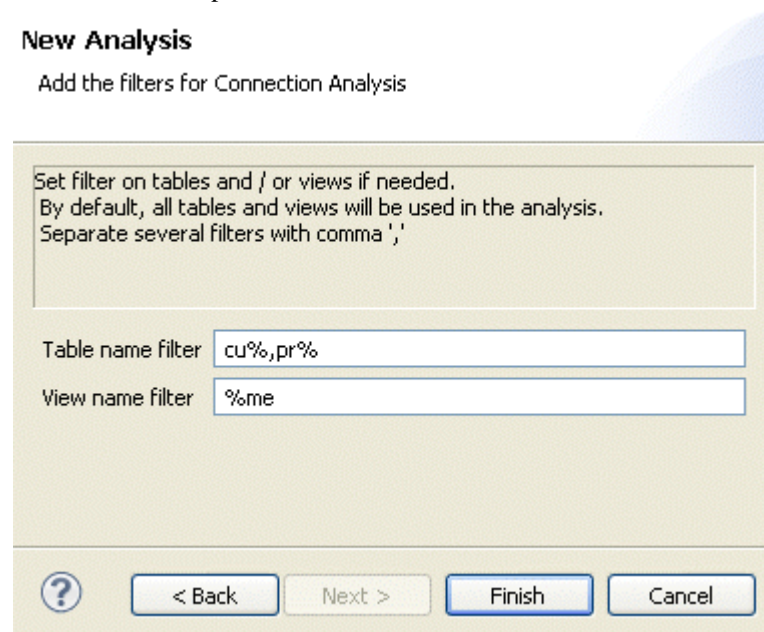 New Analysis
Add the filters for Connection Analysis
Set filter on tables and / or views if needed.
By default, all tables and views will be used in the analysis.
Separate several filters with comma ','
Table name filter cu%,pr%
View name filter %me
? < Back Next > Finish Cancel